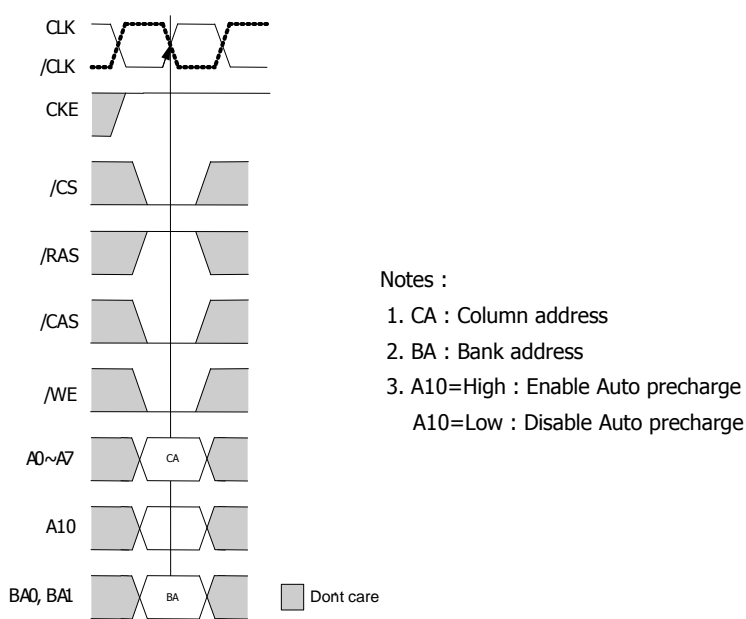 CLK
/CLK
CKE
/CS
/RAS
/CAS
/WE
A0~A7
CA
A10
BA0, BA1
BA
Notes :
1. CA : Column address
2. BA : Bank address
3. A10=High : Enable Auto precharge
A10=Low : Disable Auto precharge
Don't care